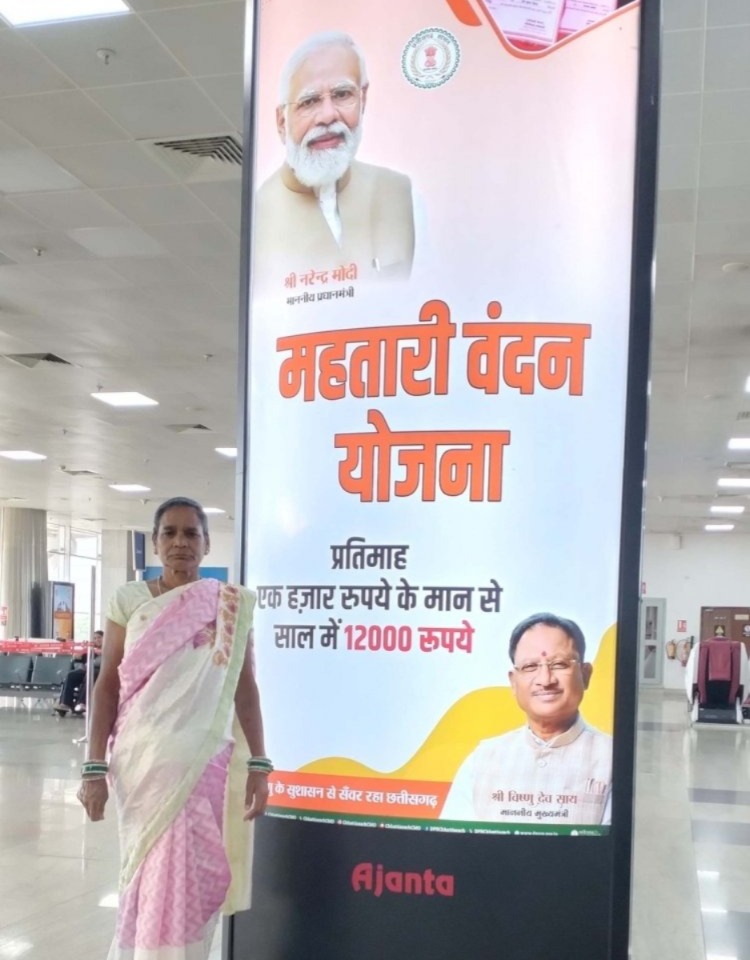 श्री नरेन्द्र मोदी
माननीय प्रधानमंत्री
महतारी वंदन
योजना
प्रतिमाह
एक हज़ार रुपये के मान से
साल में 12000 रूपये
के सुशासन से सँवर रहा छत्तीसगढ़
श्री विष्णु देव साय
माननीय मुख्यमंत्री
Ajanta